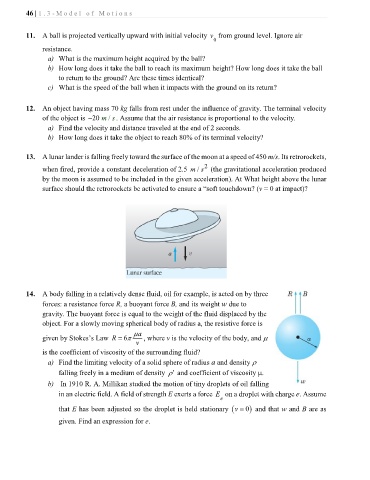 46 | 1.3-Model of Motions
11. A ball is projected vertically upward with initial velocity v₀ from ground level. Ignore air
resistance.
a) What is the maximum height acquired by the ball?
b) How long does it take the ball to reach its maximum height? How long does it take the ball
to return to the ground? Are these times identical?
c) What is the speed of the ball when it impacts with the ground on its return?
12. An object having mass 70 kg falls from rest under the influence of gravity. The terminal velocity
of the object is −20 m / s. Assume that the air resistance is proportional to the velocity.
a) Find the velocity and distance traveled at the end of 2 seconds.
b) How long does it take the object to reach 80% of its terminal velocity?
13. A lunar lander is falling freely toward the surface of the moon at a speed of 450 m/s. Its retrorockets,
when fired, provide a constant deceleration of 2.5 m / s² (the gravitational acceleration produced
by the moon is assumed to be included in the given acceleration). At What height above the lunar
surface should the retrorockets be activated to ensure a “soft touchdown? (v = 0 at impact)?
a v
Lunar surface
14. A body falling in a relatively dense fluid, oil for example, is acted on by three
forces: a resistance force R, a buoyant force B, and its weight w due to
gravity. The buoyant force is equal to the weight of the fluid displaced by the
object. For a slowly moving spherical body of radius a, the resistive force is
given by Stokes’s Law R = 6π μa/v, where v is the velocity of the body, and μ
is the coefficient of viscosity of the surrounding fluid?
a) Find the limiting velocity of a solid sphere of radius a and density ρ
falling freely in a medium of density ρ′ and coefficient of viscosity μ.
b) In 1910 R. A. Millikan studied the motion of tiny droplets of oil falling
in an electric field. A field of strength E exerts a force Eₑ on a droplet with charge e. Assume
that E has been adjusted so the droplet is held stationary (v = 0) and that w and B are as
given. Find an expression for e.
R B
a
w